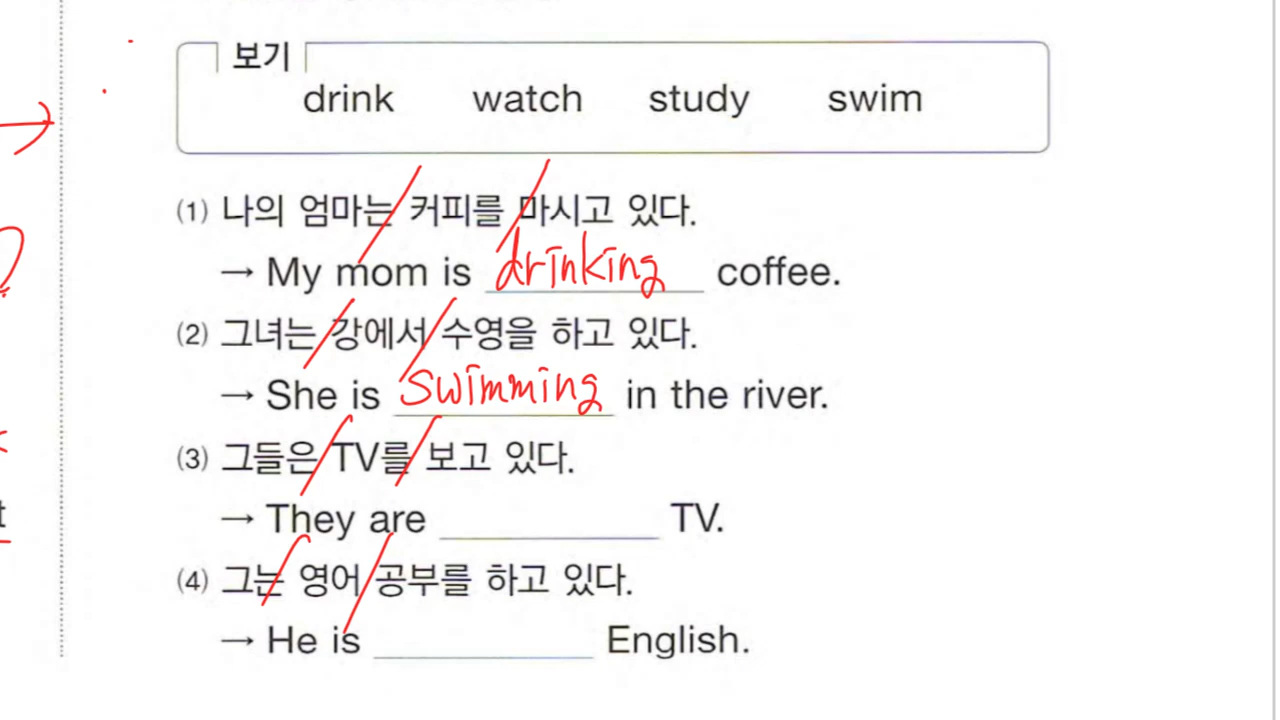 보기
drink watch study swim
(1) 나의 엄마는 커피를 마시고 있다.
→ My mom is drinking coffee.
(2) 그녀는 강에서 수영을 하고 있다.
→ She is swimming in the river.
(3) 그들은 TV를 보고 있다.
→ They are ____________ TV.
(4) 그는 영어 공부를 하고 있다.
→ He is ____________ English.